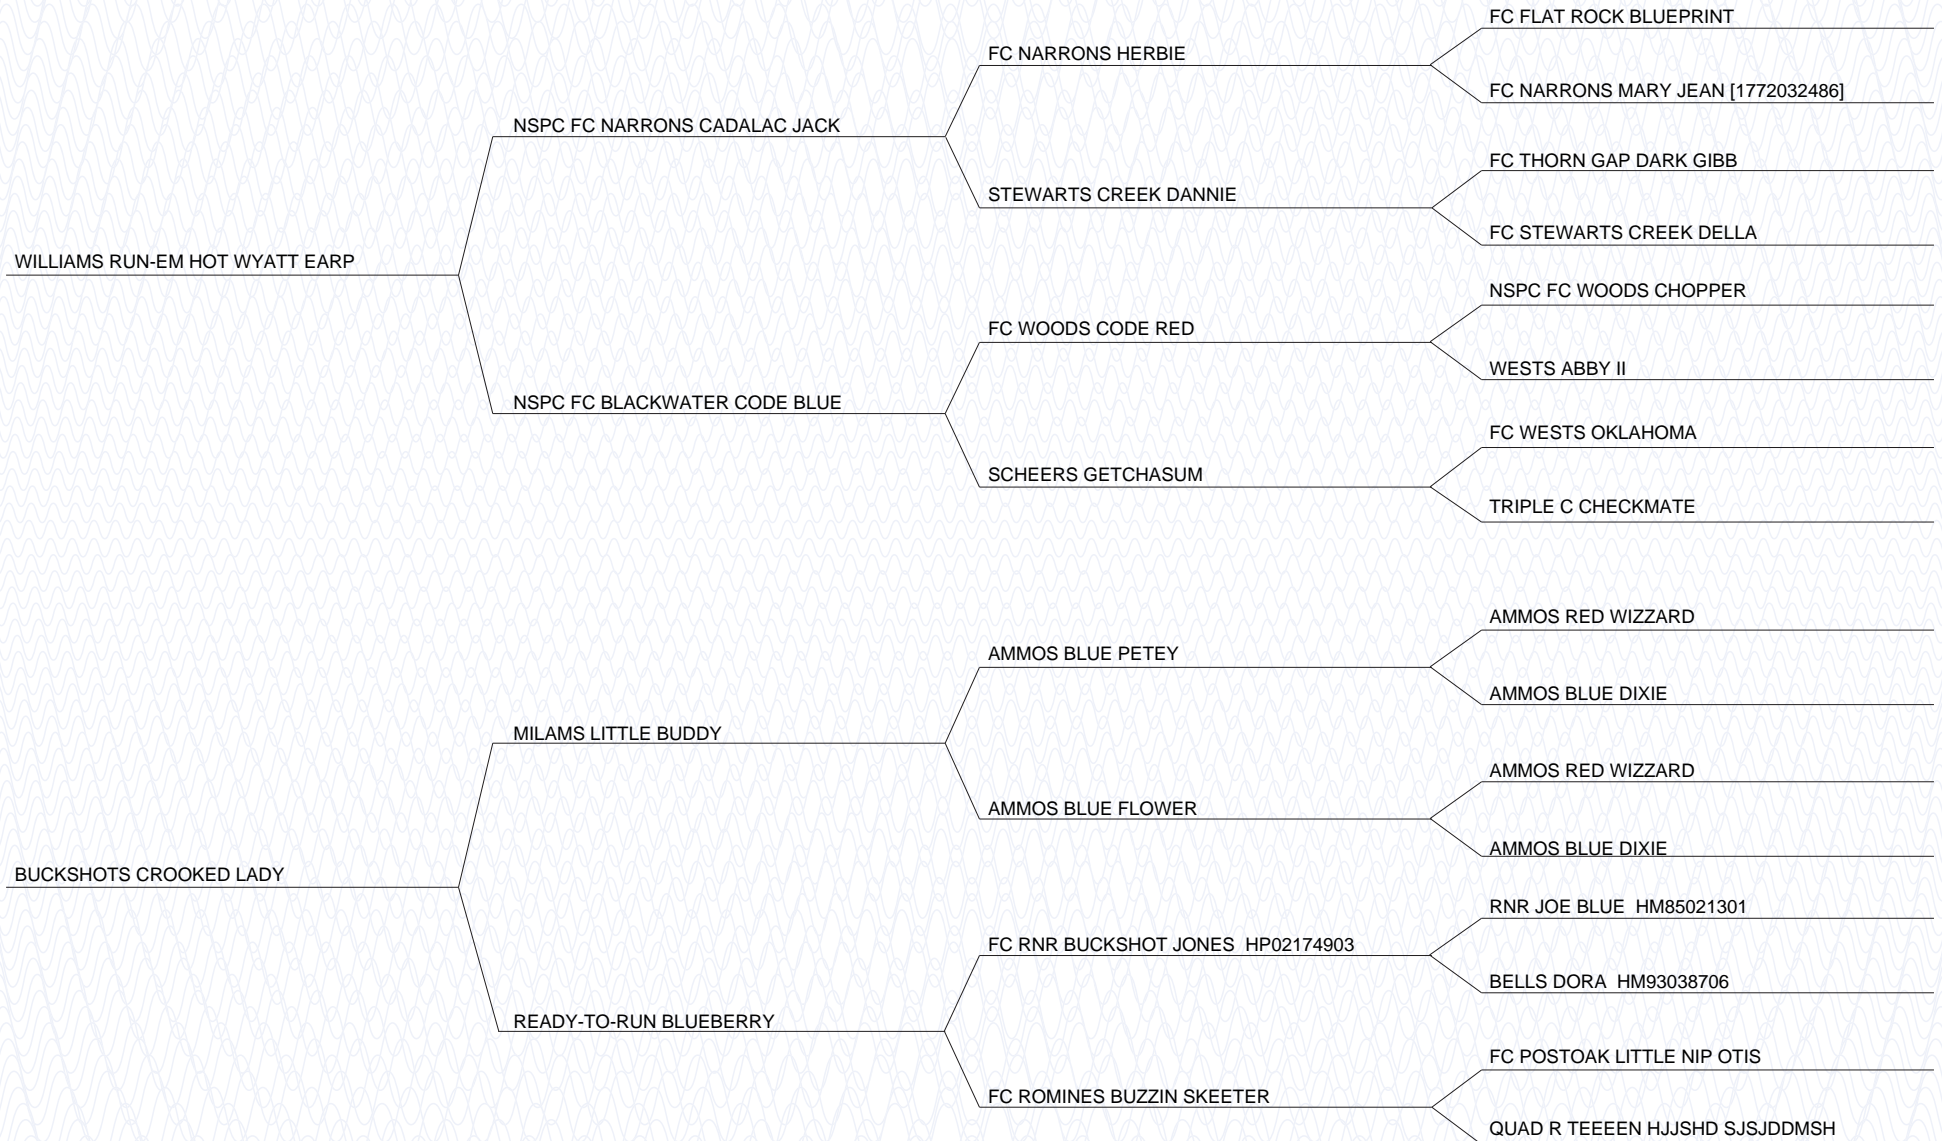 FC FLAT ROCK BLUEPRINT
FC NARRONS HERBIE
FC NARRONS MARY JEAN [1772032486]
NSPC FC NARRONS CADALAC JACK
FC THORN GAP DARK GIBB
STEWARTS CREEK DANNIE
FC STEWARTS CREEK DELLA
WILLIAMS RUN-EM HOT WYATT EARP
NSPC FC WOODS CHOPPER
FC WOODS CODE RED
WESTS ABBY II
NSPC FC BLACKWATER CODE BLUE
FC WESTS OKLAHOMA
SCHEERS GETCHASUM
TRIPLE C CHECKMATE
AMMOS RED WIZZARD
AMMOS BLUE PETEY
AMMOS BLUE DIXIE
MILAMS LITTLE BUDDY
AMMOS RED WIZZARD
AMMOS BLUE FLOWER
AMMOS BLUE DIXIE
BUCKSHOTS CROOKED LADY
RNR JOE BLUE  HM85021301
FC RNR BUCKSHOT JONES  HP02174903
BELLS DORA  HM93038706
READY-TO-RUN BLUEBERRY
FC POSTOAK LITTLE NIP OTIS
FC ROMINES BUZZIN SKEETER
QUAD R TEEEEN HJJSHD SJSJDDMSH